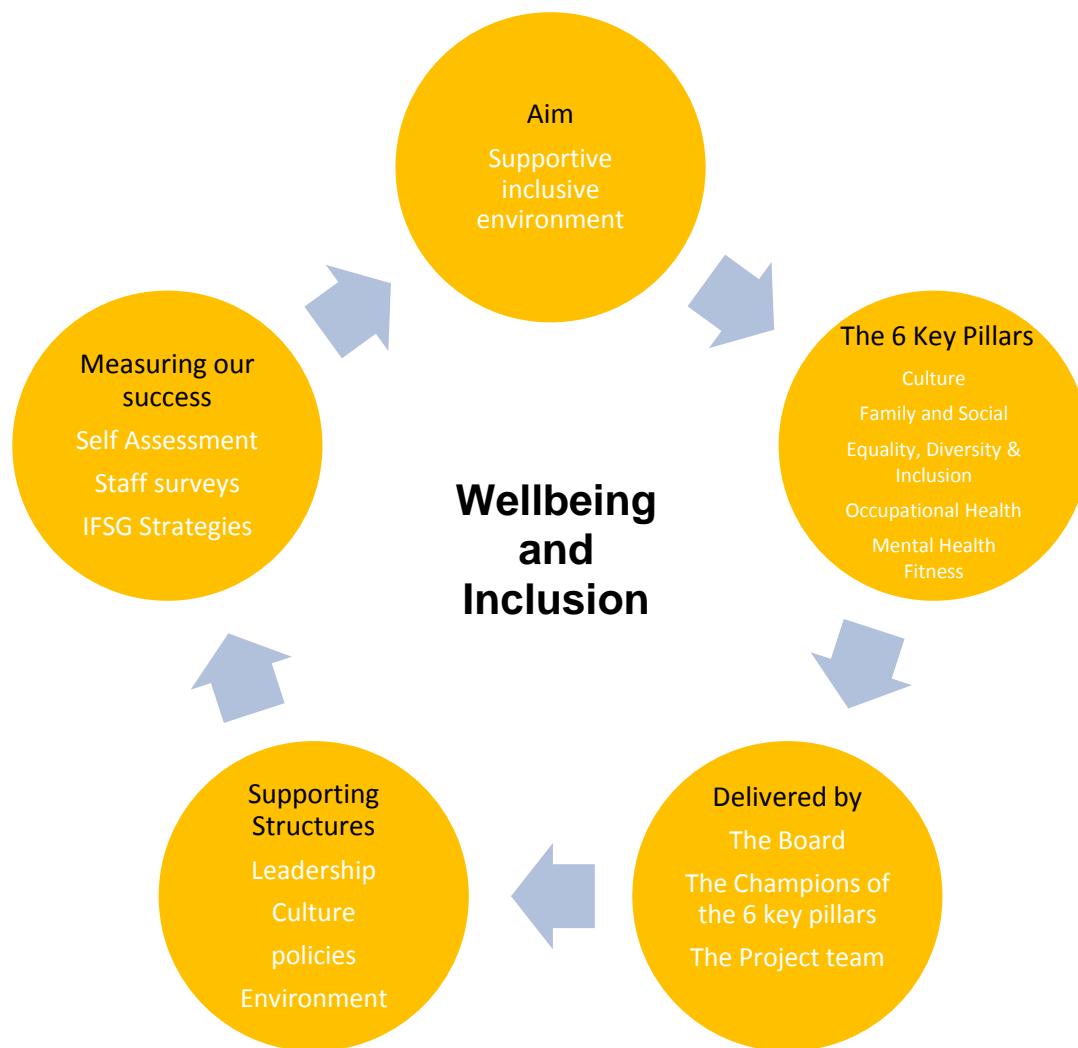 Aim
Supportive
inclusive
environment
The 6 Key Pillars
Culture
Family and Social
Equality, Diversity &
Inclusion
Occupational Health
Mental Health
Fitness
Delivered by
The Board
The Champions of
the 6 key pillars
The Project team
Supporting
Structures
Leadership
Culture
policies
Environment
Measuring our
success
Self Assessment
Staff surveys
IFSG Strategies
Wellbeing
and
Inclusion